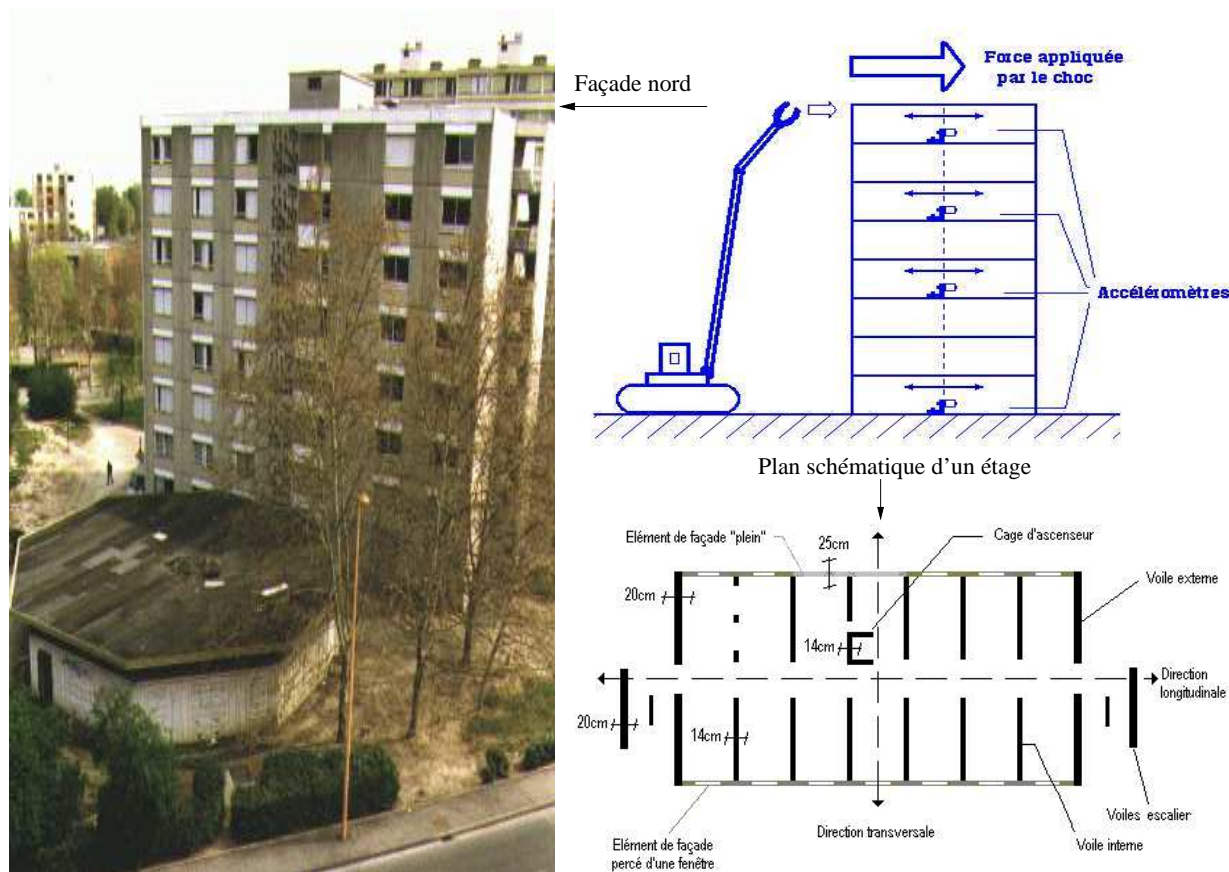 Façade nord
Force appliquée
par le choc
Accéléromètres
Plan schématique d'un étage
Elément de façade "plein"
25cm
Cage d'ascenseur
20cm
Voile externe
14cm
Direction
longitudinale
20cm
14cm
Direction transversale
Voiles escalier
Elément de façade
percé d'une fenêtre
Voile interne